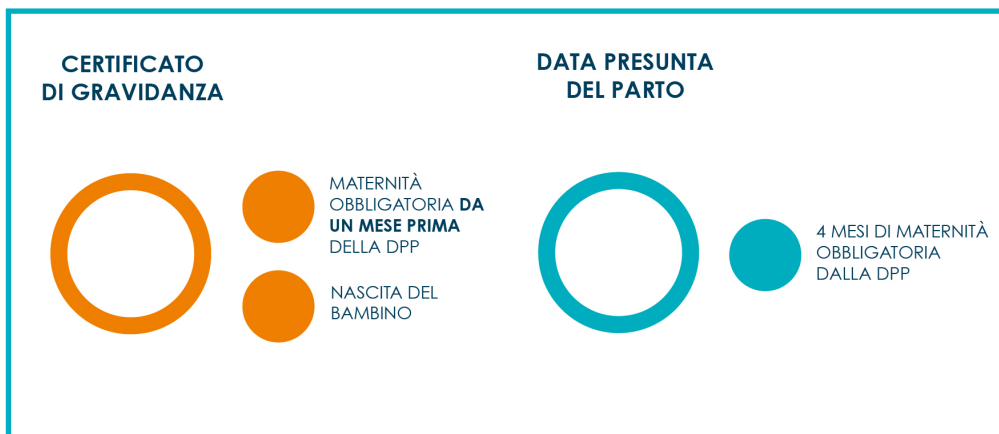 CERTIFICATO
DI GRAVIDANZA
MATERNITÀ
OBBLIGATORIA DA
UN MESE PRIMA
DELLA DPP
NASCITA DEL
BAMBINO
DATA PRESUNTA
DEL PARTO
4 MESI DI MATERNITÀ
OBBLIGATORIA
DALLA DPP